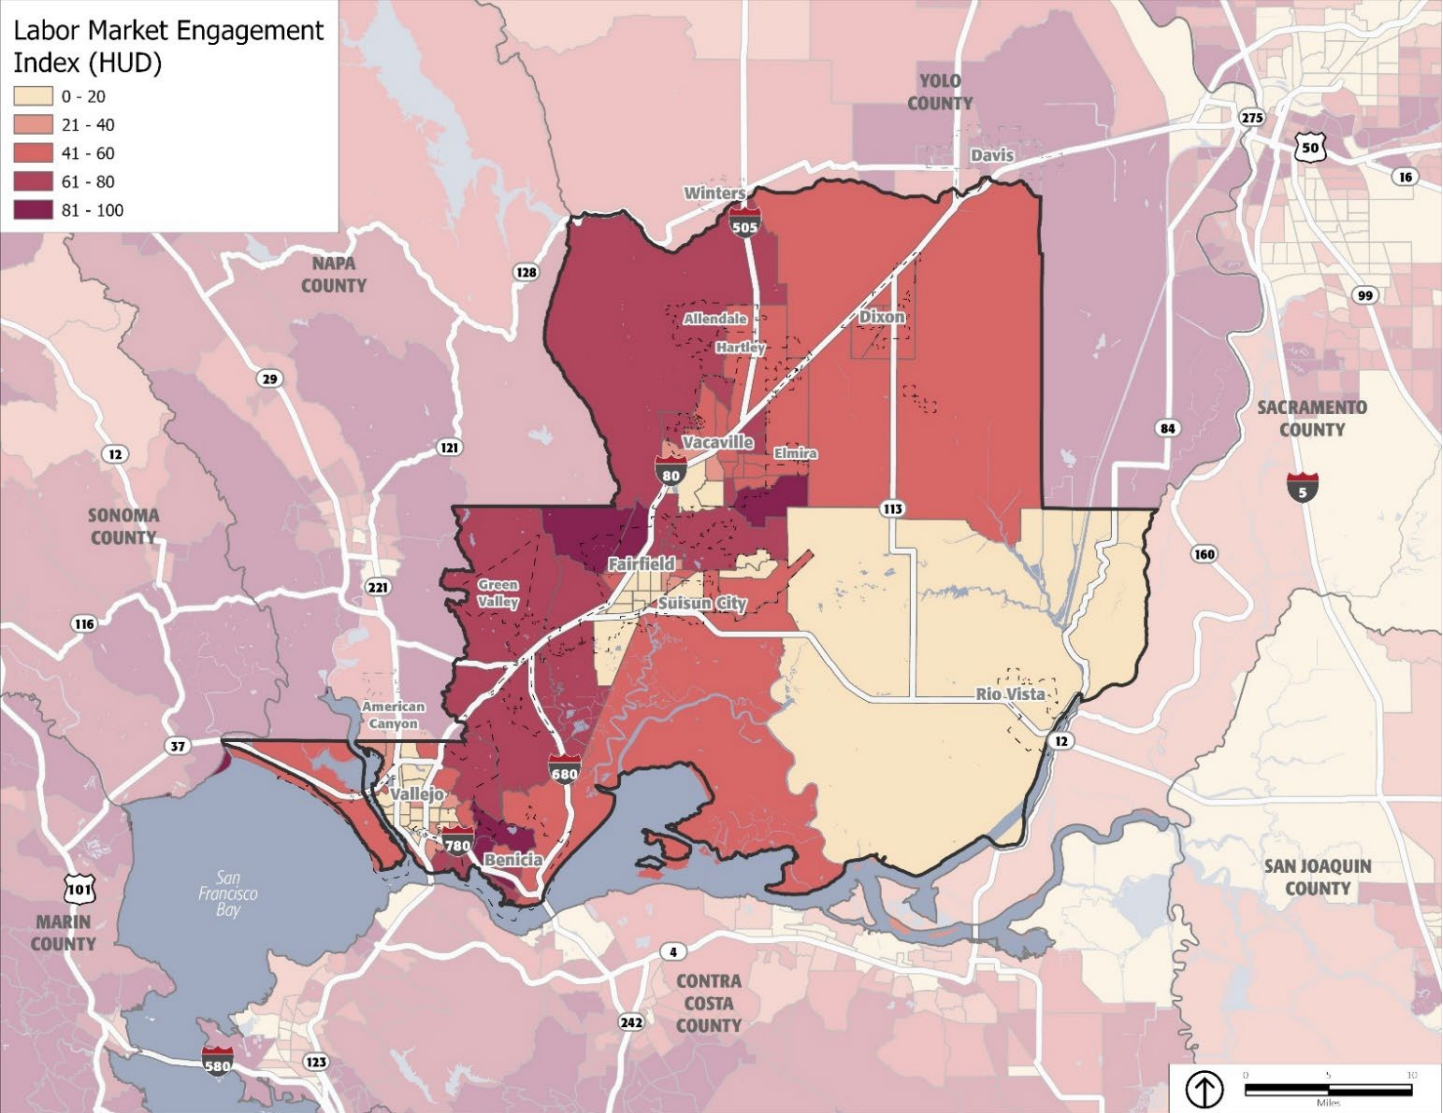 Labor Market Engagement
Index (HUD)
0 - 20
21 - 40
41 - 60
61 - 80
81 - 100
YOLO
COUNTY
275
50
Davis
16
Winters
505
NAPA
COUNTY
128
99
Allendale
Dixon
Hartley
29
SACRAMENTO
COUNTY
84
12
121
Vacaville
Elmira
80
5
113
SONOMA
COUNTY
160
Fairfield
221
Green
Valley
Suisun City
116
Rio Vista
American
Canyon
37
12
680
Vallejo
780
Benicia
San
Francisco
Bay
SAN JOAQUIN
COUNTY
101
MARIN
COUNTY
4
CONTRA
COSTA
COUNTY
242
580
123
0
5
10
Miles